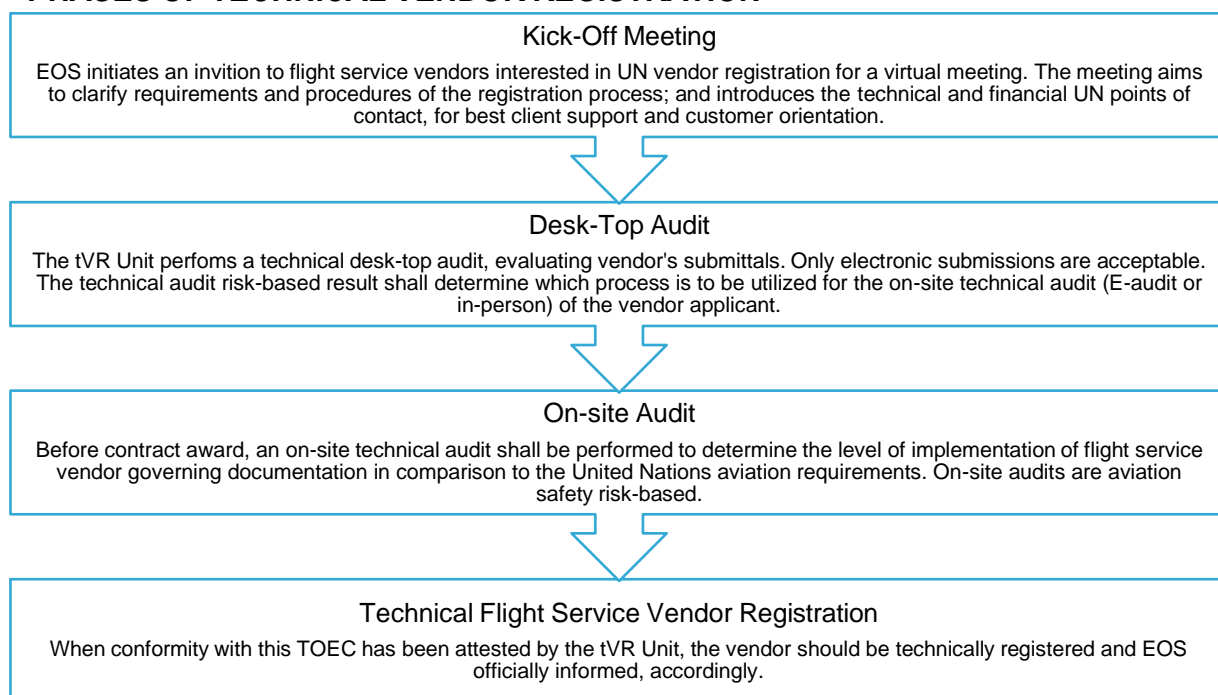 PHASES OF TECHNICAL VENDOR REGISTRATION
Kick-Off Meeting
EOS initiates an invition to flight service vendors interested in UN vendor registration for a virtual meeting. The meeting aims
to clarify requirements and procedures of the registration process; and introduces the technical and financial UN points of
contact, for best client support and customer orientation.
Desk-Top Audit
The tVR Unit perfoms a technical desk-top audit, evaluating vendor's submittals. Only electronic submissions are acceptable.
The technical audit risk-based result shall determine which process is to be utilized for the on-site technical audit (E-audit or
in-person) of the vendor applicant.
On-site Audit
Before contract award, an on-site technical audit shall be performed to determine the level of implementation of flight service
vendor governing documentation in comparison to the United Nations aviation requirements. On-site audits are aviation
safety risk-based.
Technical Flight Service Vendor Registration
When conformity with this TOEC has been attested by the tVR Unit, the vendor should be technically registered and EOS
officially informed, accordingly.